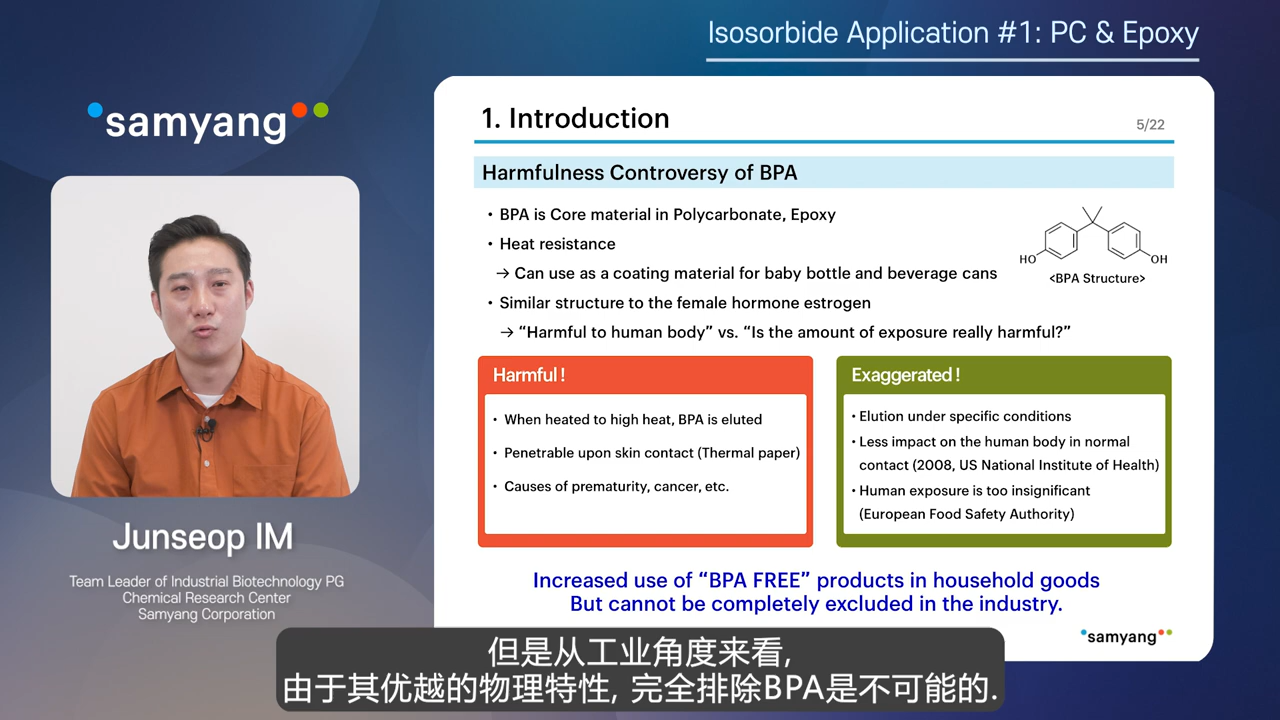 Isosorbide Application #1: PC & Epoxy
samyang
1. Introduction
5/22
Harmfulness Controversy of BPA
• BPA is Core material in Polycarbonate, Epoxy
• Heat resistance
→ Can use as a coating material for baby bottle and beverage cans
• Similar structure to the female hormone estrogen
→ “Harmful to human body” vs. “Is the amount of exposure really harmful?”
HO
OH
<BPA Structure>
Harmful !
• When heated to high heat, BPA is eluted
• Penetrable upon skin contact (Thermal paper)
• Causes of prematurity, cancer, etc.
Exaggerated !
• Elution under specific conditions
• Less impact on the human body in normal
contact (2008, US National Institute of Health)
• Human exposure is too insignificant
(European Food Safety Authority)
Increased use of “BPA FREE” products in household goods
But cannot be completely excluded in the industry.
samyang
Junseop IM
Team Leader of Industrial Biotechnology PG
Chemical Research Center
Samyang Corporation
但是从工业角度来看,
由于其优越的物理特性, 完全排除BPA是不可能的.